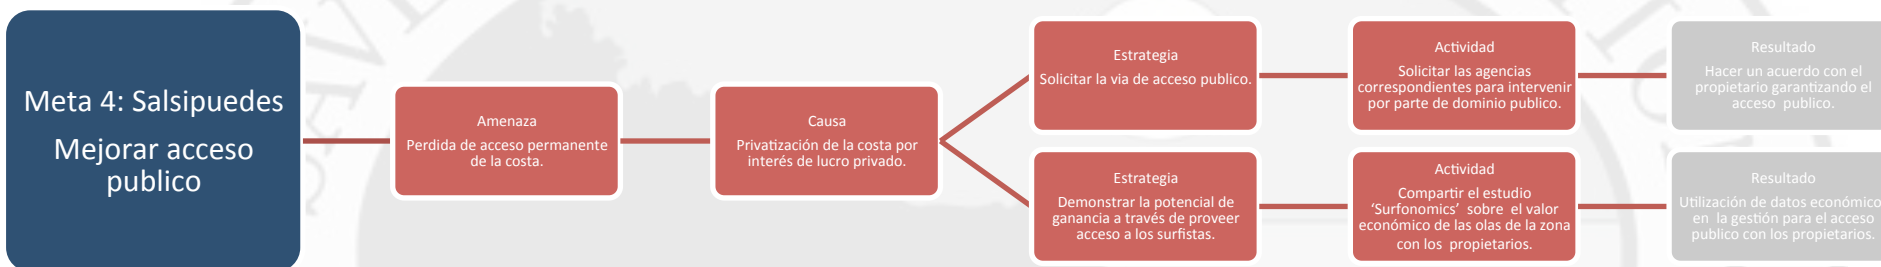 Meta 4: Salsipuedes
Mejorar acceso
publico
Amenaza
Perdida de acceso permanente
de la costa.
Causa
Privatización de la costa por
interés de lucro privado.
Estrategia
Solicitar la via de acceso publico.
Actividad
Solicitar las agencias
correspondientes para intervenir
por parte de dominio publico.
Resultado
Hacer un acuerdo con el
propietario garantizando el
acceso publico.
Estrategia
Demonstrar la potencial de
ganancia a través de proveer
acceso a los surfistas.
Actividad
Compartir el estudio
‘Surfonomics’ sobre el valor
económico de las olas de la zona
con los propietarios.
Resultado
Utilización de datos económico
en la gestión para el acceso
publico con los propietarios.